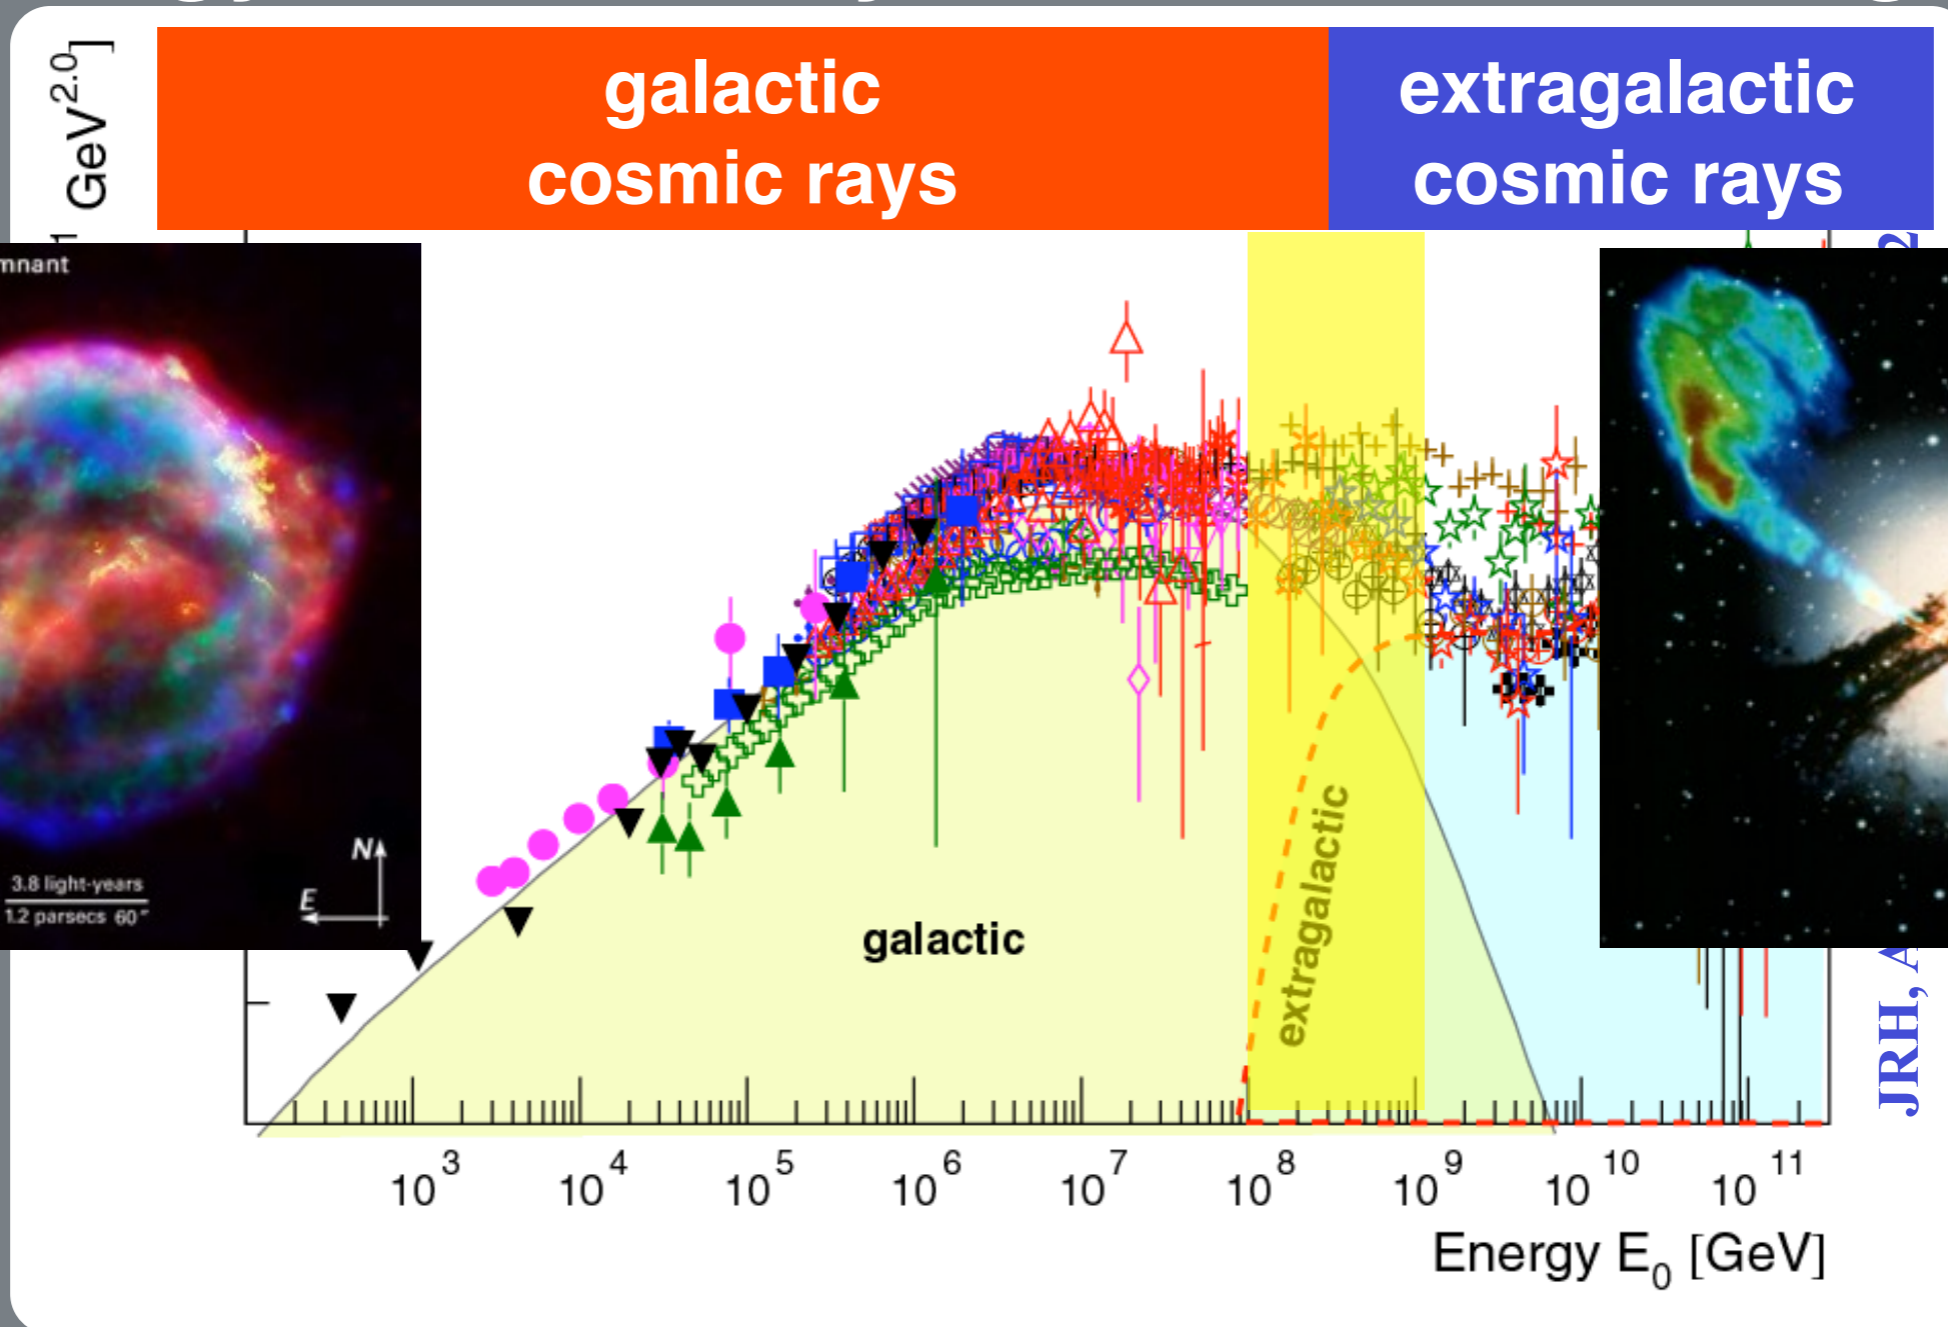 galactic
cosmic rays
extragalactic
cosmic rays
GeV^2.0]
mnant
3.8 light-years
1.2 parsecs 60"
N
E
galactic
extragalactic
10^3 10^4 10^5 10^6 10^7 10^8 10^9 10^10 10^11
Energy E_0 [GeV]
JRH, A
2